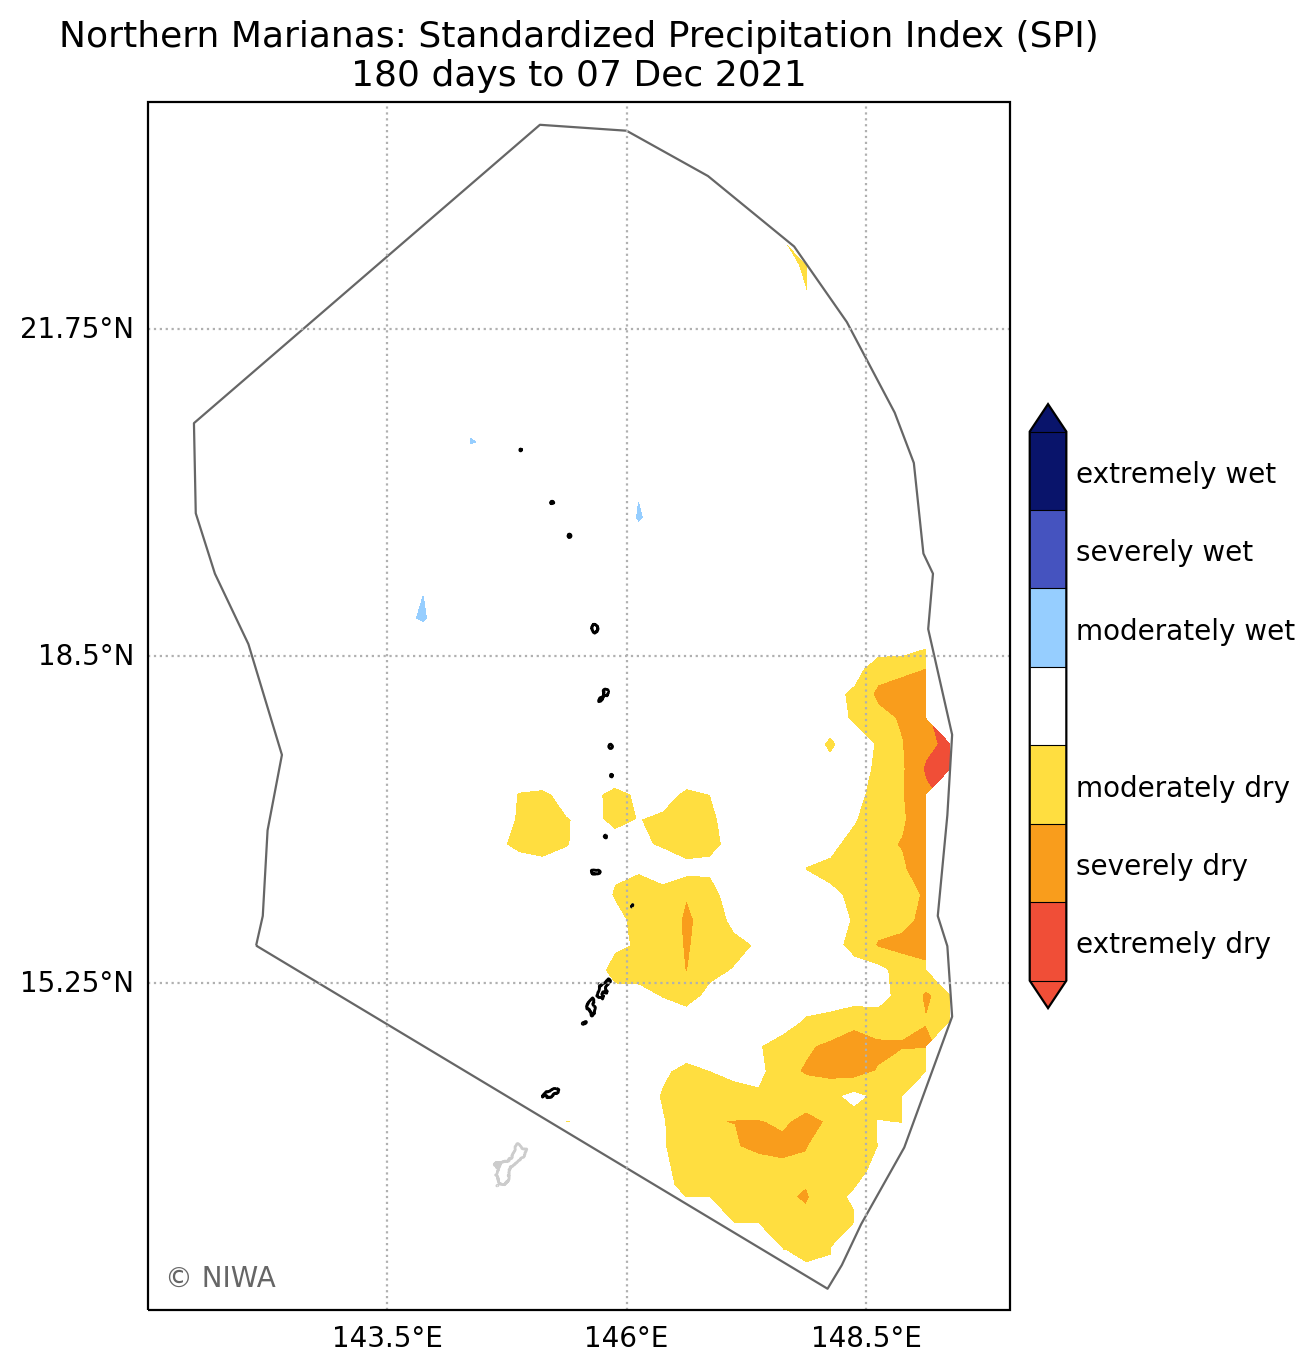 Northern Marianas: Standardized Precipitation Index (SPI)
180 days to 07 Dec 2021
21.75°N
18.5°N
15.25°N
143.5°E
146°E
148.5°E
extremely wet
severely wet
moderately wet
moderately dry
severely dry
extremely dry
© NIWA